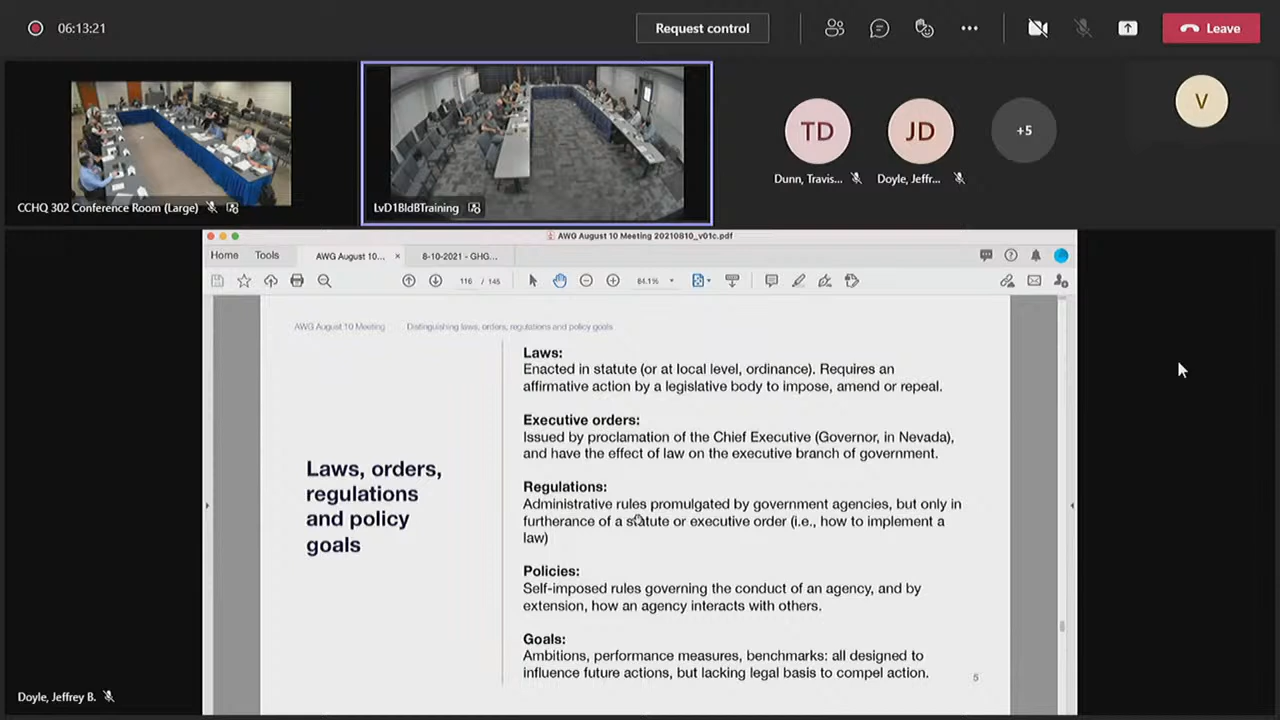 06:13:21
Request control
Leave
CCHQ 302 Conference Room (Large)
LvD1BldBTraining
TD
JD
+5
V
Dunn, Travis...
Doyle, Jeffr...
AWG August 10 Meeting 20210810_v01c.pdf
Home
Tools
AWG August 10...
×
8-10-2021 - GHG...
116 / 145
84.1%
AWG August 10 Meeting
Distinguishing laws, orders, regulations and policy goals
Laws, orders,
regulations
and policy
goals
Laws:
Enacted in statute (or at local level, ordinance). Requires an
affirmative action by a legislative body to impose, amend or repeal.
Executive orders:
Issued by proclamation of the Chief Executive (Governor, in Nevada),
and have the effect of law on the executive branch of government.
Regulations:
Administrative rules promulgated by government agencies, but only in
furtherance of a statute or executive order (i.e., how to implement a
law)
Policies:
Self-imposed rules governing the conduct of an agency, and by
extension, how an agency interacts with others.
Goals:
Ambitions, performance measures, benchmarks: all designed to
influence future actions, but lacking legal basis to compel action.
5
Doyle, Jeffrey B.